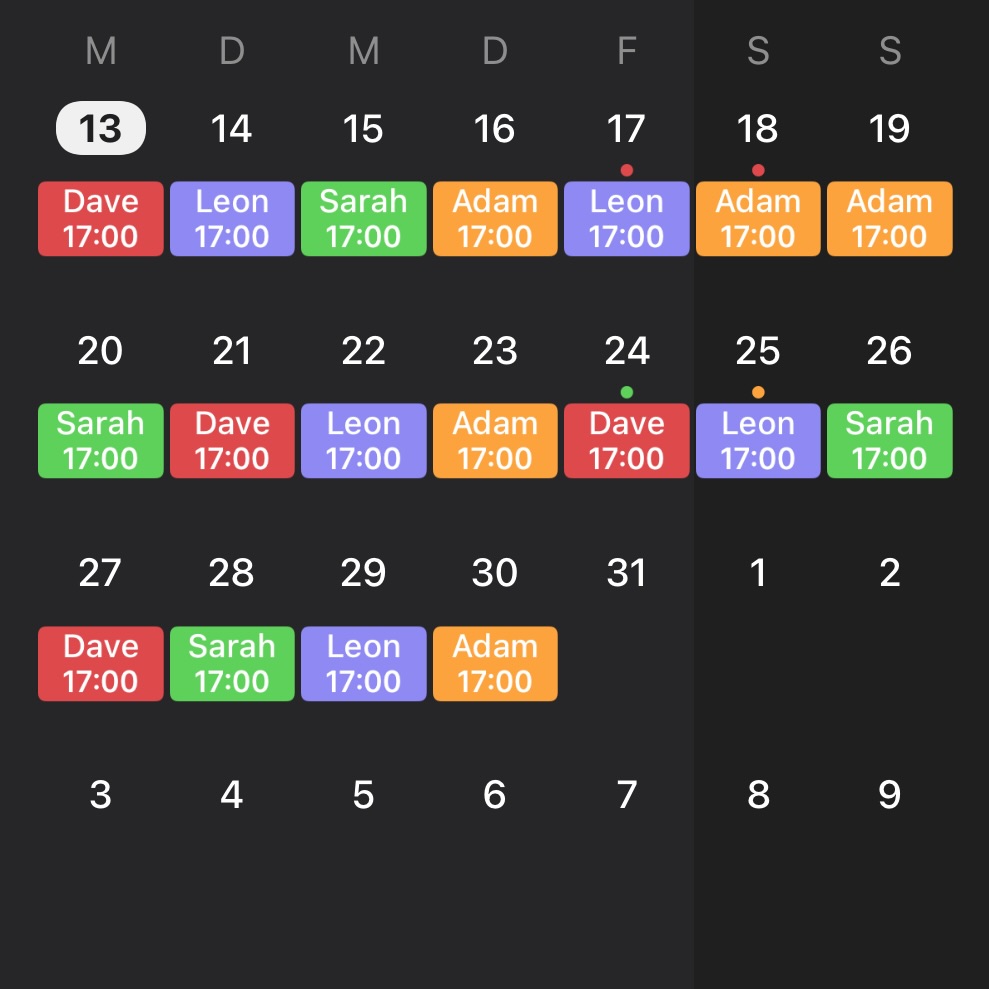 M D M D F S S
13 14 15 16 17 18 19
Dave Leon Sarah Adam Leon Adam Adam
17:00 17:00 17:00 17:00 17:00 17:00 17:00
20 21 22 23 24 25 26
Sarah Dave Leon Adam Dave Leon Sarah
17:00 17:00 17:00 17:00 17:00 17:00 17:00
27 28 29 30 31 1 2
Dave Sarah Leon Adam
17:00 17:00 17:00 17:00
3 4 5 6 7 8 9